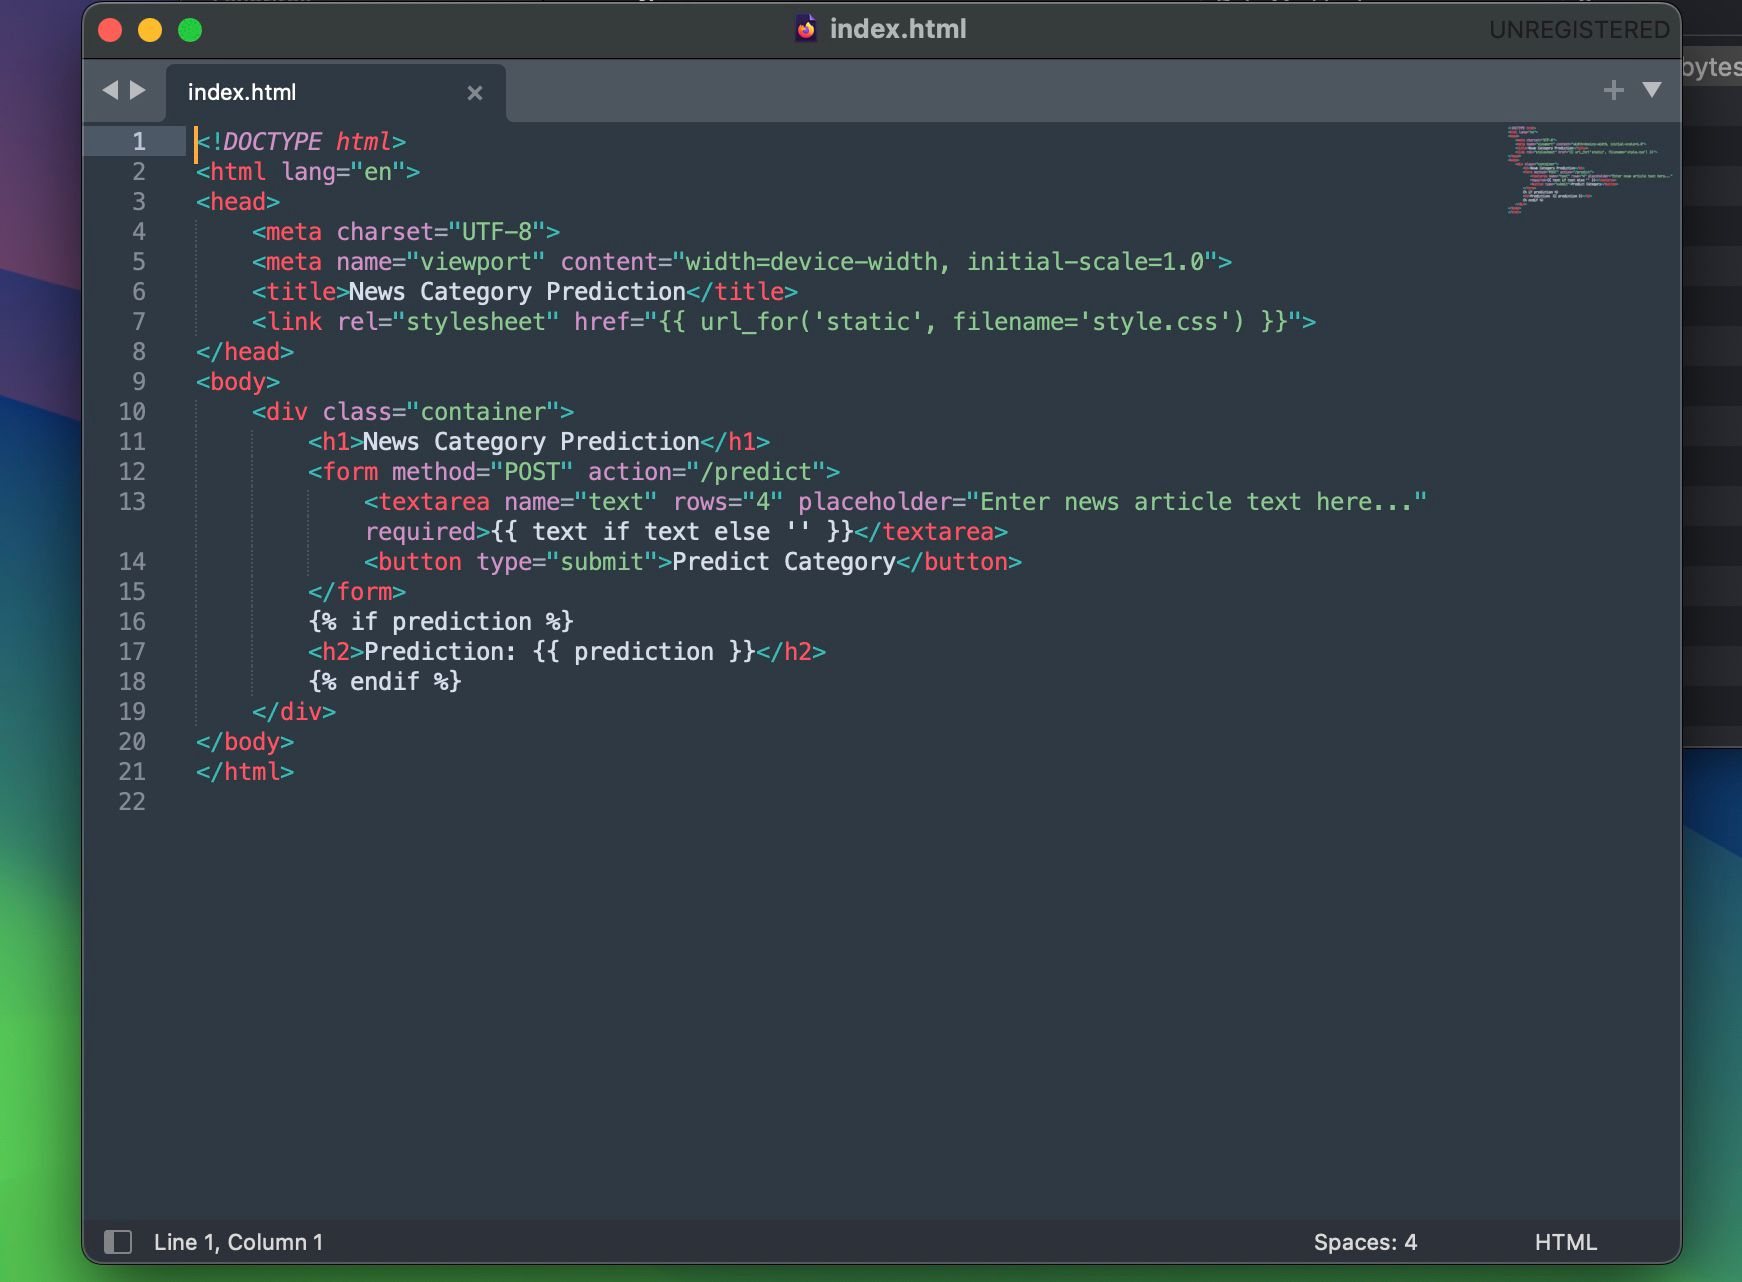 index.html
UNREGISTERED
bytes
index.html
1 <!DOCTYPE html>
2 <html lang="en">
3 <head>
4     <meta charset="UTF-8">
5     <meta name="viewport" content="width=device-width, initial-scale=1.0">
6     <title>News Category Prediction</title>
7     <link rel="stylesheet" href="{{ url_for('static', filename='style.css') }}">
8 </head>
9 <body>
10     <div class="container">
11         <h1>News Category Prediction</h1>
12         <form method="POST" action="/predict">
13             <textarea name="text" rows="4" placeholder="Enter news article text here..."
            required>{{ text if text else '' }}</textarea>
14             <button type="submit">Predict Category</button>
15         </form>
16         {% if prediction %}
17         <h2>Prediction: {{ prediction }}</h2>
18         {% endif %}
19     </div>
20 </body>
21 </html>
22
Line 1, Column 1
Spaces: 4
HTML